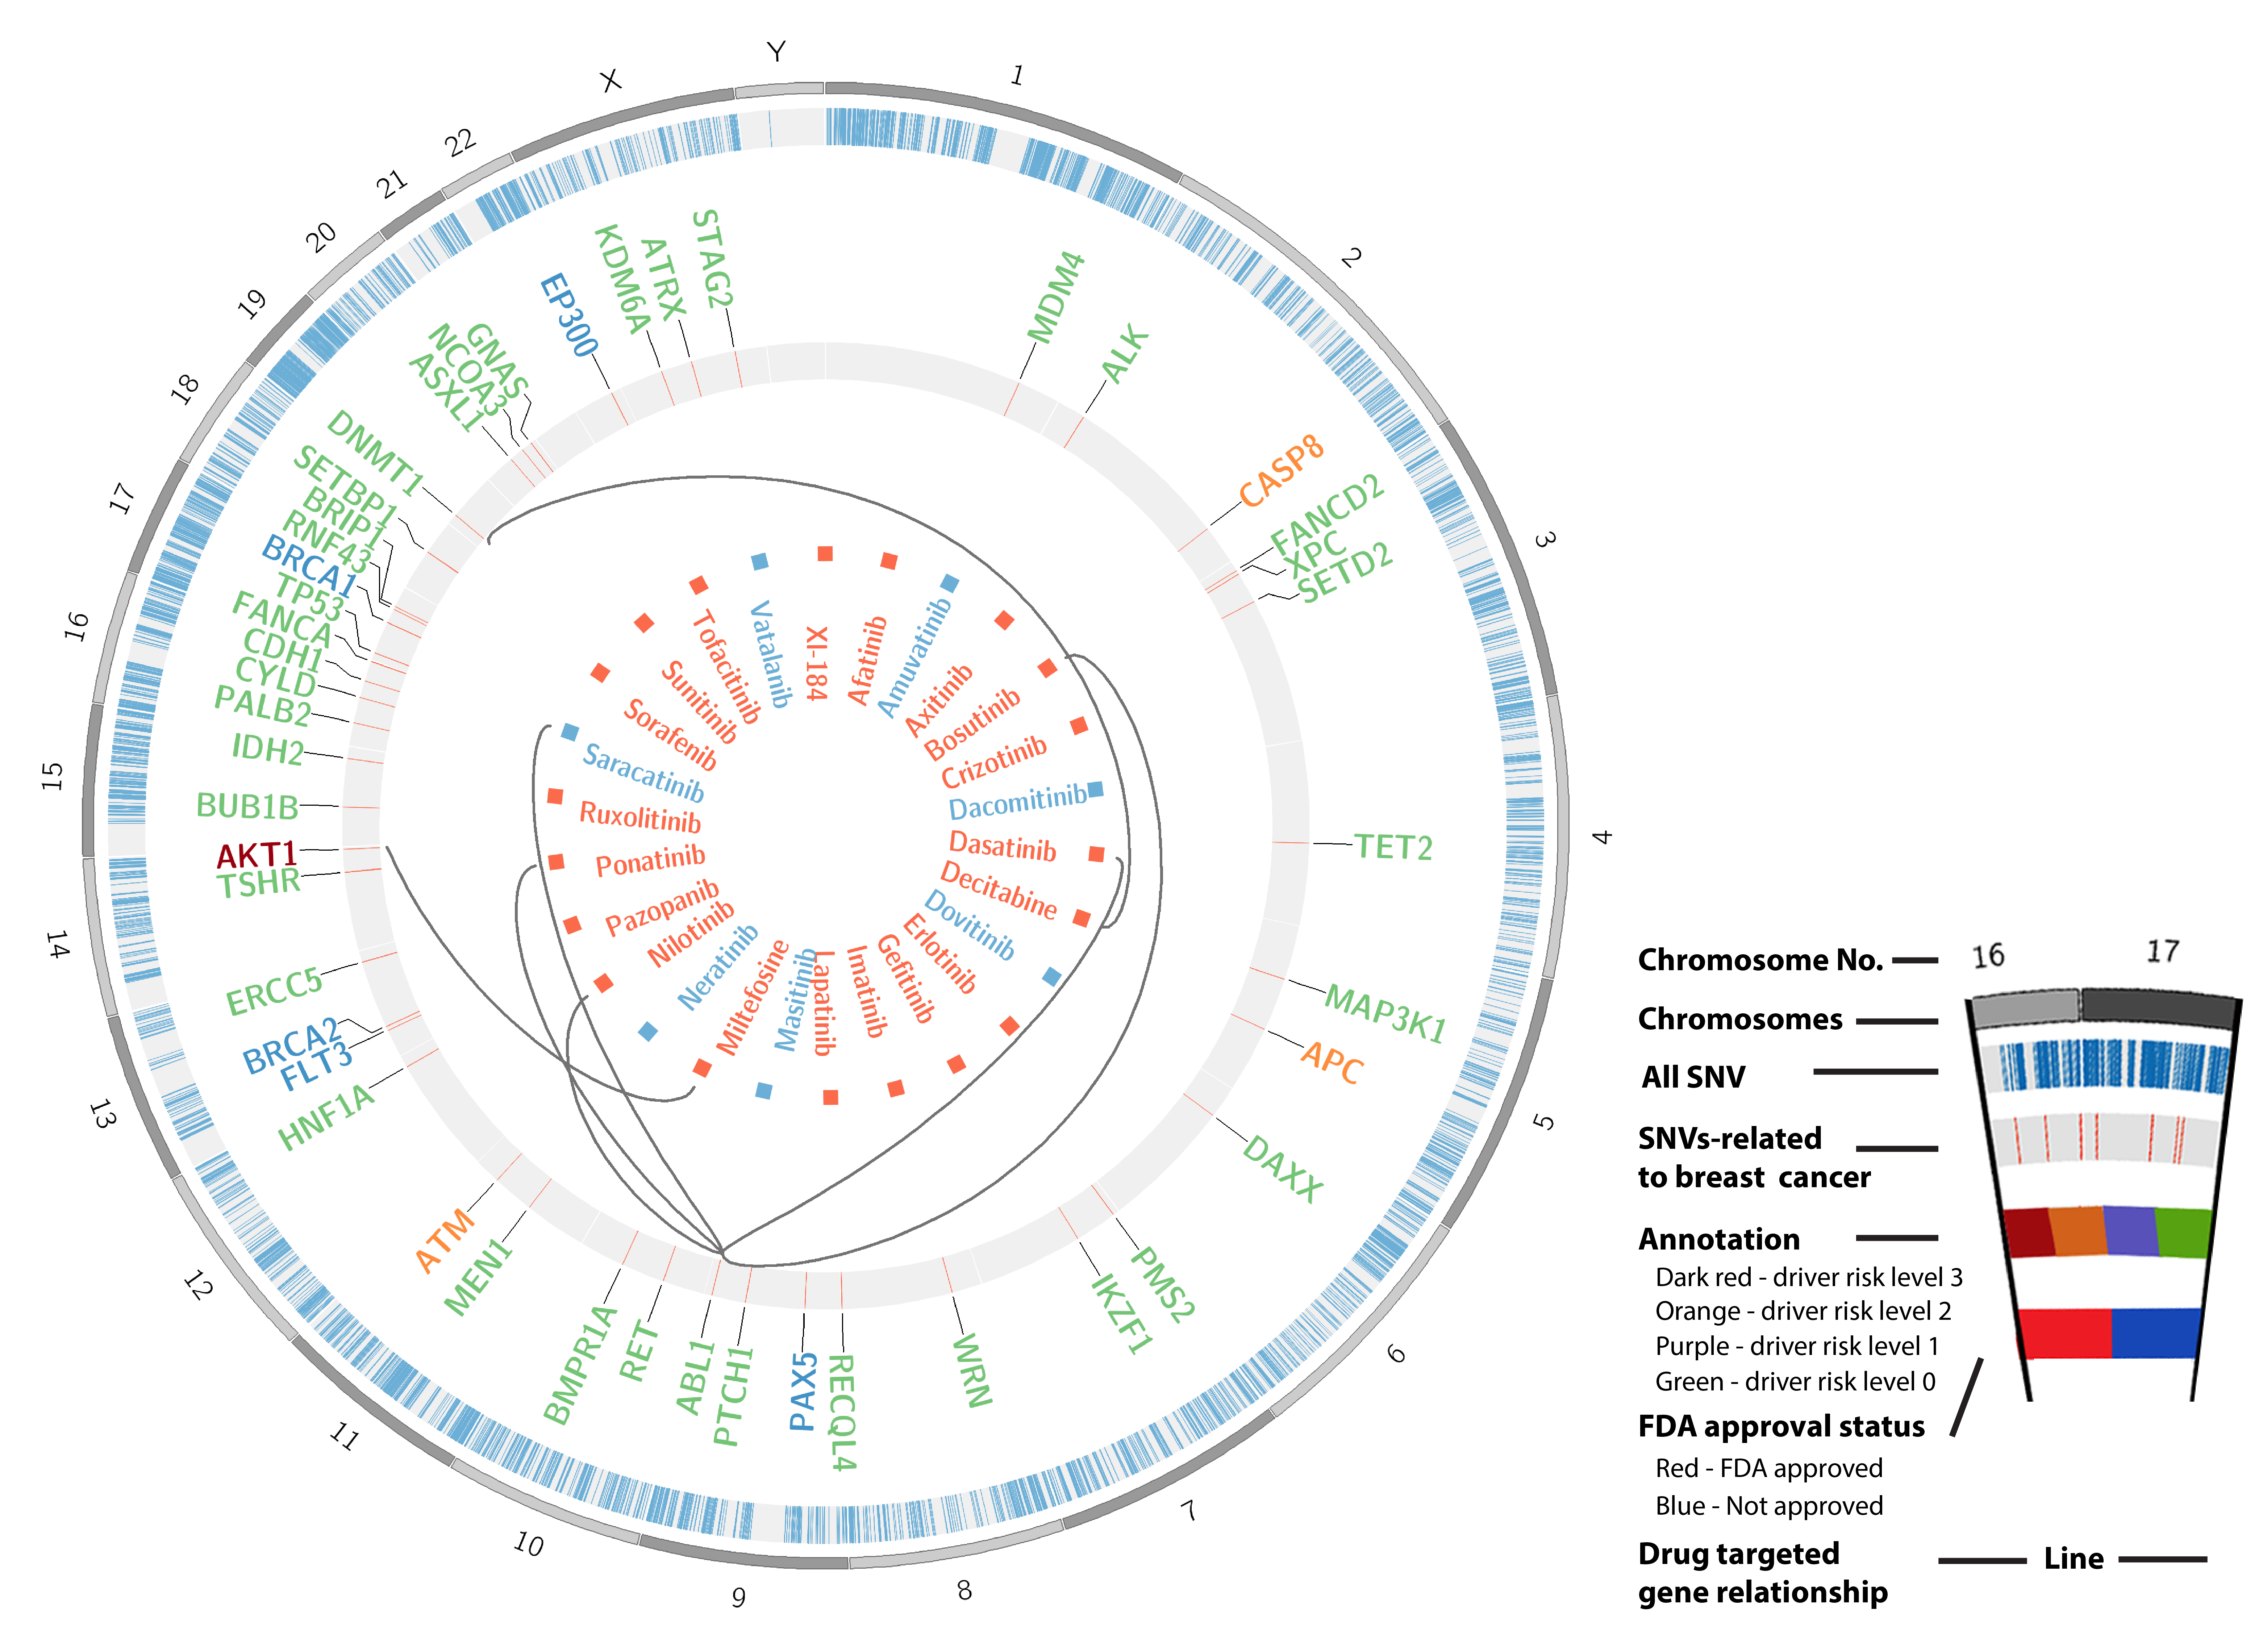 1
2
3
4
5
6
7
8
9
10
11
12
13
14
15
16
17
18
19
20
21
22
X
Y
MDM4
ALK
CASP8
FANCD2
XPC
SETD2
TET2
MAP3K1
APC
DAXX
PMS2
IKZF1
WRN
RECQL4
PAX5
PTCH1
ABL1
RET
BMPR1A
MEN1
ATM
HNF1A
FLT3
BRCA2
ERCC5
TSHR
AKT1
BUB1B
IDH2
PALB2
CYLD
CDH1
FANCA
TP53
BRCA1
RNF43
BRIP1
SETBP1
DNMT1
ASXL1
NCOA3
GNAS
EP300
KDM6A
ATRX
STAG2
XI-184
Afatinib
Amuvatinib
Axitinib
Bosutinib
Crizotinib
Dacomitinib
Dasatinib
Decitabine
Dovitinib
Erlotinib
Gefitinib
Imatinib
Lapatinib
Masitinib
Miltefosine
Neratinib
Nilotinib
Pazopanib
Ponatinib
Ruxolitinib
Saracatinib
Sorafenib
Sunitinib
Tofacitinib
Vatalanib
16 17
Chromosome No.
Chromosomes
All SNV
SNVs-related
to breast cancer
Annotation
Dark red - driver risk level 3
Orange - driver risk level 2
Purple - driver risk level 1
Green - driver risk level 0
FDA approval status
Red - FDA approved
Blue - Not approved
Drug targeted
gene relationship
Line